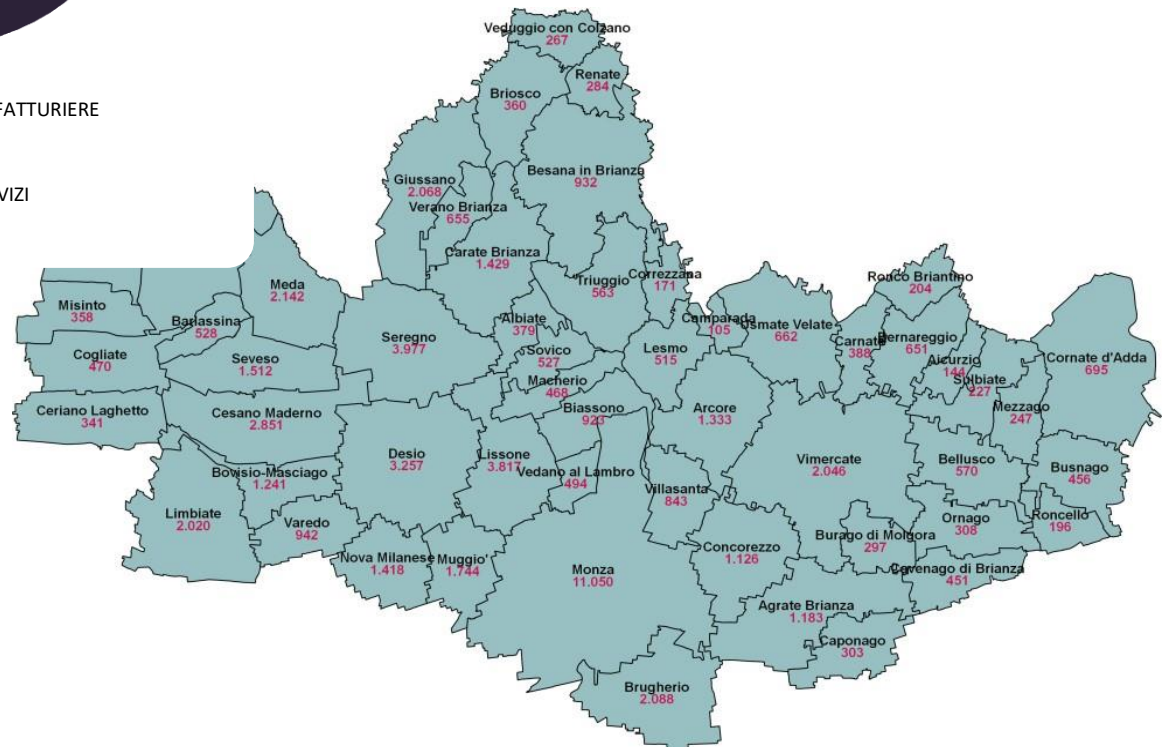 FATTURIERE
VIZI
Veduggio con Colzano
267
Renate
284
Briosco
360
Besana in Brianza
932
Giussano
2.068
Verano Brianza
655
Carate Brianza
1.429
Triuggio
563
Correzzana
171
Ronco Briantino
204
Meda
2.142
Misinto
358
Barlassina
528
Albiate
379
Camparada
105
Usmate Velate
662
Carnate
388
Bernareggio
651
Aicurzio
144
Sulbiate
227
Cornate d'Adda
695
Cogliate
470
Seveso
1.512
Seregno
3.977
Sovico
527
Lesmo
515
Macherio
468
Mezzago
247
Ceriano Laghetto
341
Cesano Maderno
2.851
Biassono
923
Arcore
1.333
Desio
3.257
Lissone
3.817
Vimercate
2.046
Bellusco
570
Busnago
456
Bovisio-Masciago
1.241
Vedano al Lambro
494
Villasanta
843
Limbiate
2.020
Varedo
942
Ornago
308
Roncello
196
Burago di Molgora
297
Concorezzo
1.126
Nova Milanese
1.418
Muggio'
1.744
Monza
11.050
Cavenago di Brianza
451
Agrate Brianza
1.183
Caponago
303
Brugherio
2.088